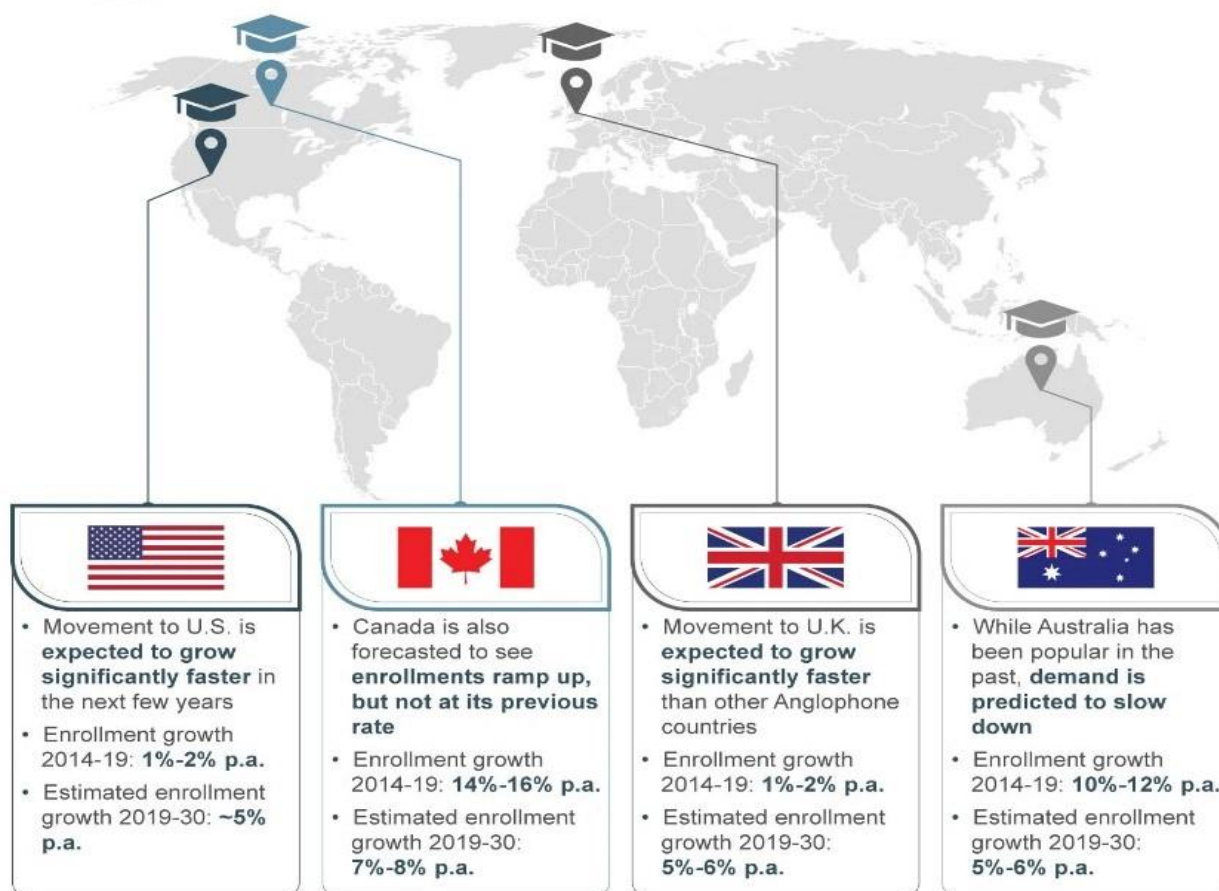 • Movement to U.S. is
expected to grow
significantly faster in
the next few years
• Enrollment growth
2014-19: 1%-2% p.a.
• Estimated enrollment
growth 2019-30: ~5%
p.a.
• Canada is also
forecasted to see
enrollments ramp up,
but not at its previous
rate
• Enrollment growth
2014-19: 14%-16% p.a.
• Estimated enrollment
growth 2019-30:
7%-8% p.a.
• Movement to U.K. is
expected to grow
significantly faster
than other Anglophone
countries
• Enrollment growth
2014-19: 1%-2% p.a.
• Estimated enrollment
growth 2019-30:
5%-6% p.a.
• While Australia has
been popular in the
past, demand is
predicted to slow
down
• Enrollment growth
2014-19: 10%-12% p.a.
• Estimated enrollment
growth 2019-30:
5%-6% p.a.